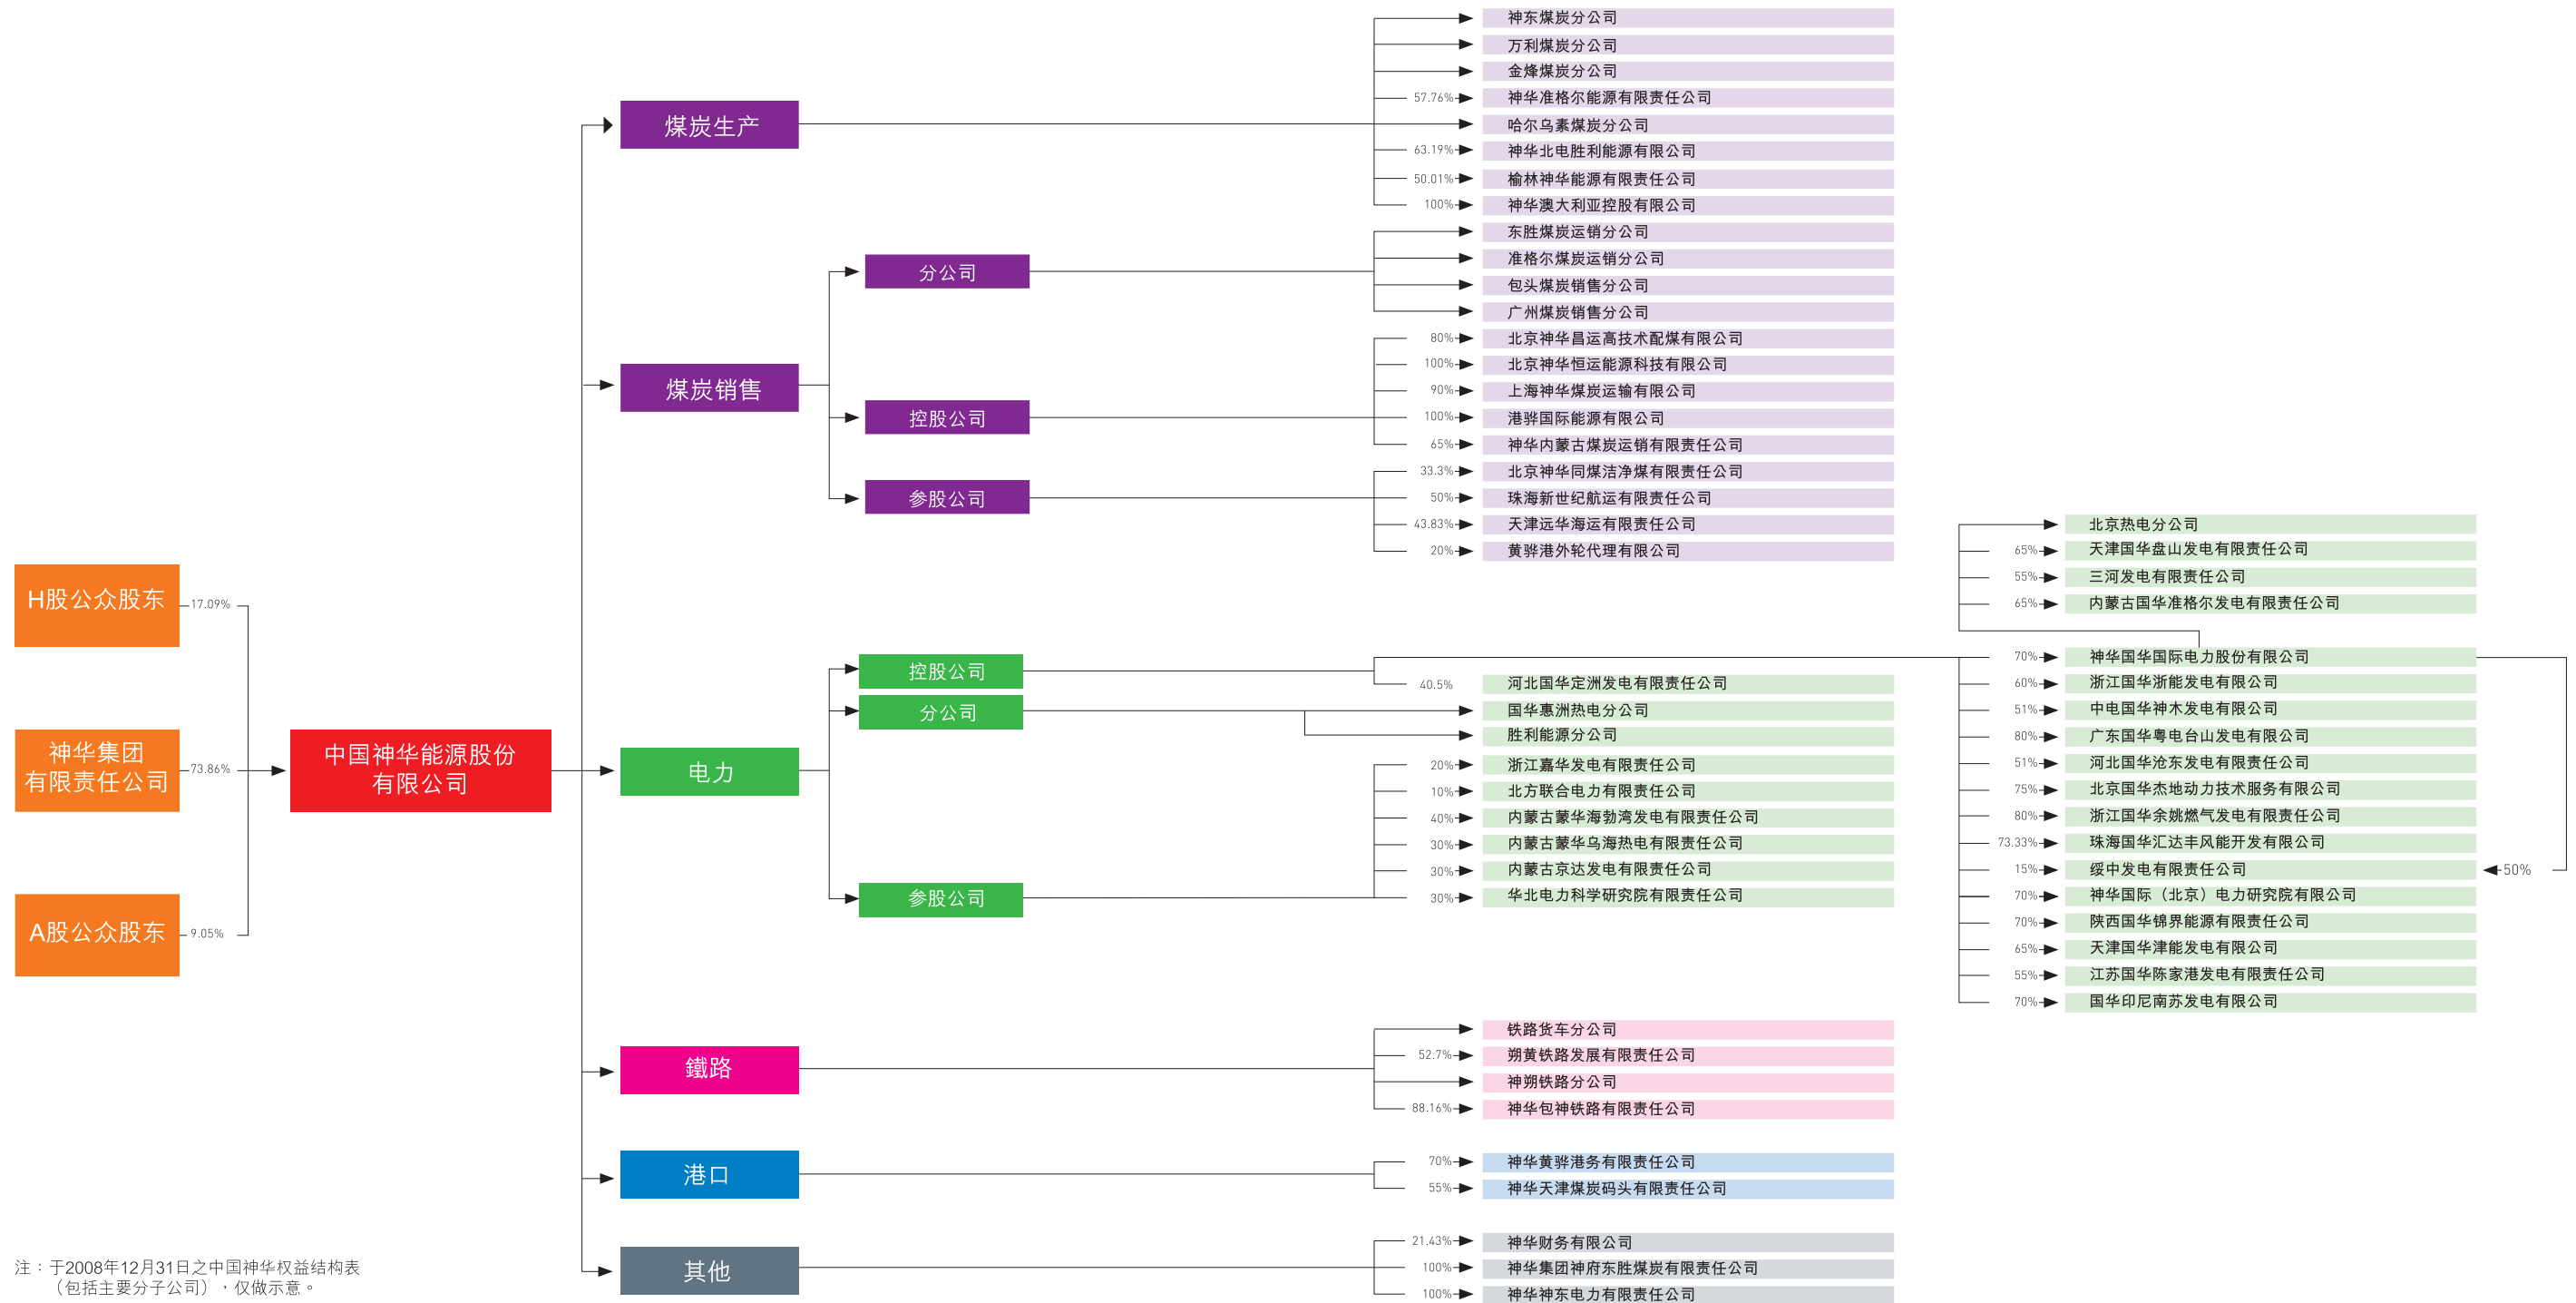 H股公众股东
17.09%
神华集团
有限责任公司
73.86%
A股公众股东
9.05%
中国神华能源股份
有限公司
煤炭生产
神东煤炭分公司
万利煤炭分公司
金烽煤炭分公司
57.76%
神华准格尔能源有限责任公司
哈尔乌素煤炭分公司
63.19%
神华北电胜利能源有限公司
50.01%
榆林神华能源有限责任公司
100%
神华澳大利亚控股有限公司
煤炭销售
分公司
东胜煤炭运销分公司
准格尔煤炭运销分公司
包头煤炭销售分公司
广州煤炭销售分公司
控股公司
80%
北京神华昌运高技术配煤有限公司
100%
北京神华恒运能源科技有限公司
90%
上海神华煤炭运输有限公司
100%
港骅国际能源有限公司
65%
神华内蒙古煤炭运销有限责任公司
参股公司
33.3%
北京神华同煤洁净煤有限责任公司
50%
珠海新世纪航运有限责任公司
43.83%
天津远华海运有限责任公司
20%
黄骅港外轮代理有限公司
电力
控股公司
40.5%
河北国华定洲发电有限责任公司
分公司
国华惠洲热电分公司
胜利能源分公司
参股公司
20%
浙江嘉华发电有限责任公司
10%
北方联合电力有限责任公司
40%
内蒙古蒙华海勃湾发电有限责任公司
30%
内蒙古蒙华乌海热电有限责任公司
30%
内蒙古京达发电有限责任公司
30%
华北电力科学研究院有限责任公司
北京热电分公司
65%
天津国华盘山发电有限责任公司
55%
三河发电有限责任公司
65%
内蒙古国华准格尔发电有限责任公司
70%
神华国华国际电力股份有限公司
60%
浙江国华浙能发电有限公司
51%
中电国华神木发电有限公司
80%
广东国华粤电台山发电有限公司
51%
河北国华沧东发电有限责任公司
75%
北京国华杰地动力技术服务有限公司
80%
浙江国华余姚燃气发电有限责任公司
73.33%
珠海国华汇达丰风能开发有限公司
15%
绥中发电有限责任公司
50%
70%
神华国际（北京）电力研究院有限公司
70%
陕西国华锦界能源有限责任公司
65%
天津国华津能发电有限公司
55%
江苏国华陈家港发电有限责任公司
70%
国华印尼南苏发电有限公司
鐵路
铁路货车分公司
52.7%
朔黄铁路发展有限责任公司
神朔铁路分公司
88.16%
神华包神铁路有限责任公司
港口
70%
神华黄骅港务有限责任公司
55%
神华天津煤炭码头有限责任公司
其他
21.43%
神华财务有限公司
100%
神华集团神府东胜煤炭有限责任公司
100%
神华神东电力有限责任公司
注：于2008年12月31日之中国神华权益结构表
（包括主要分子公司），仅做示意。